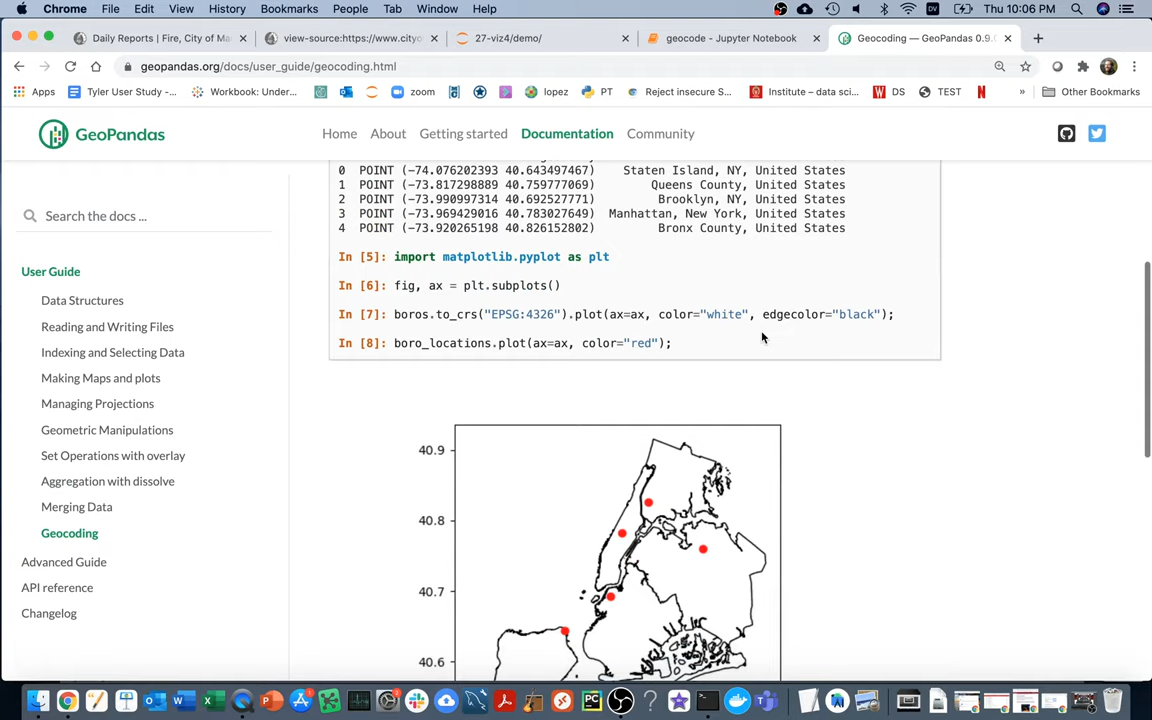 Chrome File Edit View History Bookmarks People Tab Window Help Thu 10:06 PM
Daily Reports | Fire, City of Ma
view-source:https://www.cityo
27-viz4/demo/
geocode - Jupyter Notebook
Geocoding — GeoPandas 0.9.0
geopandas.org/docs/user_guide/geocoding.html
Apps Tyler User Study -... Workbook: Under... zoom lopez PT Reject insecure S... Institute – data sci... DS TEST » Other Bookmarks
GeoPandas
Home About Getting started Documentation Community
Search the docs ...
User Guide
Data Structures
Reading and Writing Files
Indexing and Selecting Data
Making Maps and plots
Managing Projections
Geometric Manipulations
Set Operations with overlay
Aggregation with dissolve
Merging Data
Geocoding
Advanced Guide
API reference
Changelog
0 POINT (-74.076202393 40.643497467) Staten Island, NY, United States
1 POINT (-73.817298889 40.759777069) Queens County, United States
2 POINT (-73.990997314 40.692527771) Brooklyn, NY, United States
3 POINT (-73.969429016 40.783027649) Manhattan, New York, United States
4 POINT (-73.920265198 40.826152802) Bronx County, United States
In [5]: import matplotlib.pyplot as plt
In [6]: fig, ax = plt.subplots()
In [7]: boros.to_crs("EPSG:4326").plot(ax=ax, color="white", edgecolor="black");
In [8]: boro_locations.plot(ax=ax, color="red");
40.9
40.8
40.7
40.6